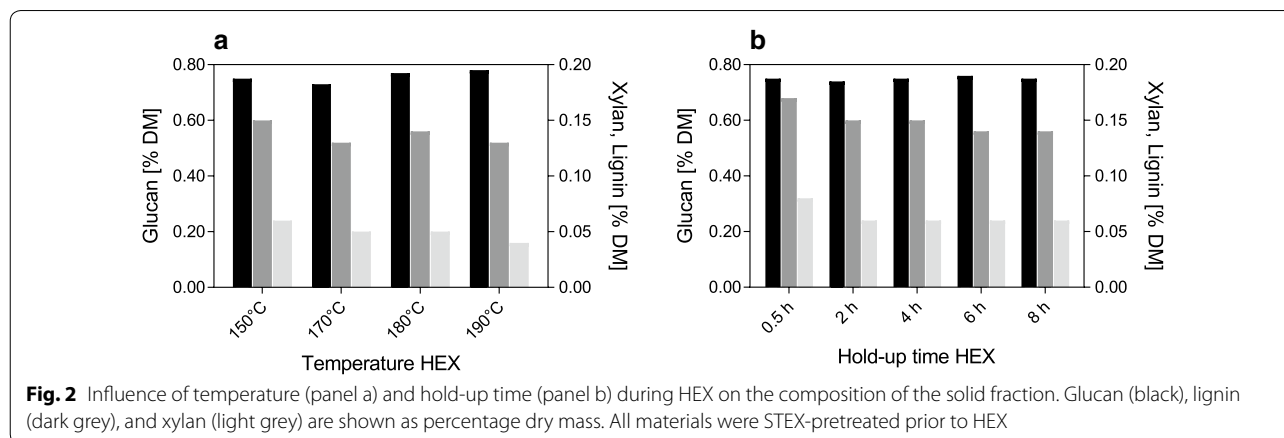 a
b
0.80
0.60
0.40
0.20
0.00
Glucan [% DM]
0.20
0.15
0.10
0.05
0.00
Xylan, Lignin [% DM]
150°C
170°C
180°C
190°C
Temperature HEX
0.80
0.60
0.40
0.20
0.00
Glucan [% DM]
0.20
0.15
0.10
0.05
0.00
Xylan, Lignin [% DM]
0.5 h
2 h
4 h
6 h
8 h
Hold-up time HEX
Fig. 2 Influence of temperature (panel a) and hold-up time (panel b) during HEX on the composition of the solid fraction. Glucan (black), lignin
(dark grey), and xylan (light grey) are shown as percentage dry mass. All materials were STEX-pretreated prior to HEX